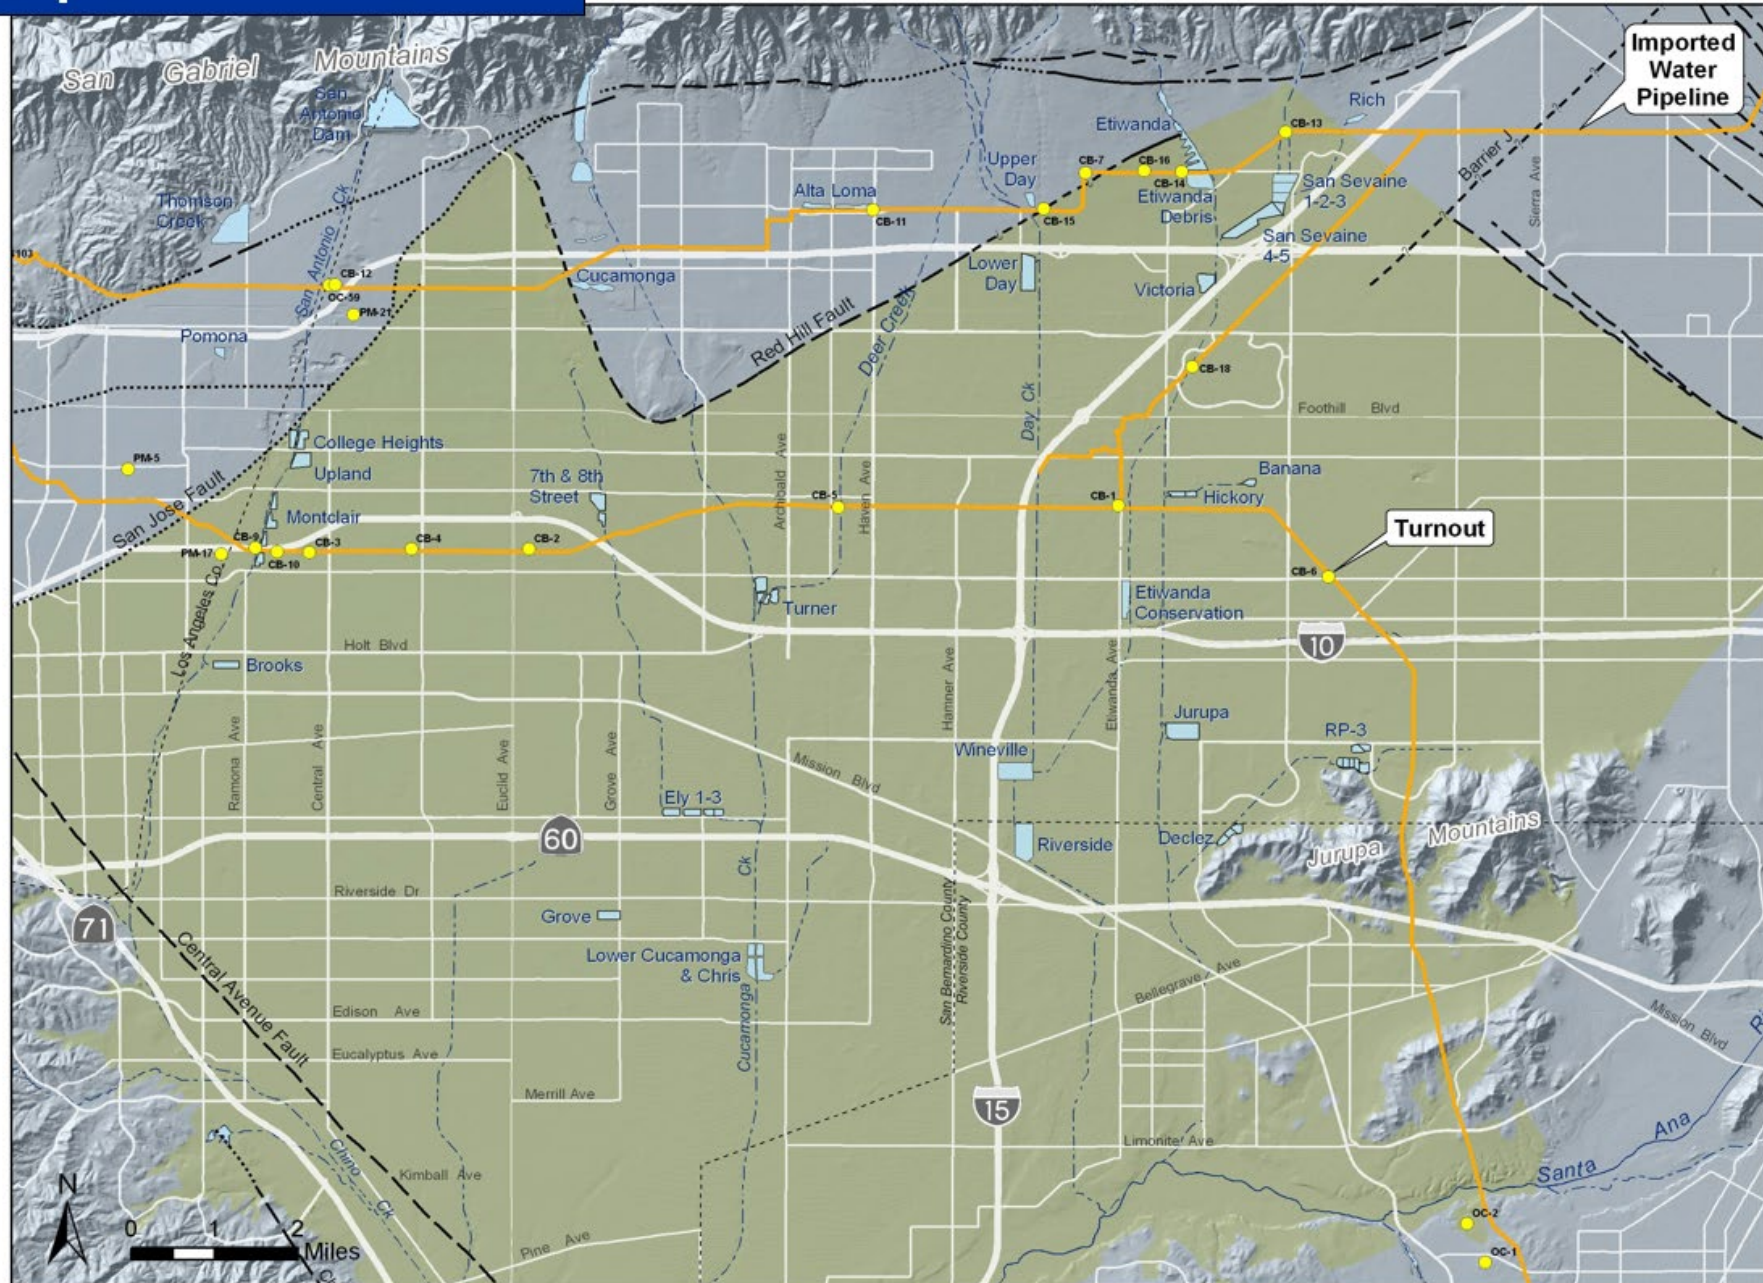 San Gabriel Mountains
Imported
Water
Pipeline
San
Antonio
Dam
Rich
Etiwanda
CB-13
Barrier J
Sierra Ave
Upper
Day
CB-7
CB-16
CB-14
San Sevaine
1-2-3
Thomson
Creek
San Antonio Ck
Alta Loma
CB-11
CB-15
Etiwanda
Debris
San Sevaine
4-5
CB-12
OC-59
PM-21
Cucamonga
Lower
Day
Victoria
Pomona
Red Hill Fault
Deer Creek
CB-18
Day Ck
Foothill Blvd
College Heights
Upland
PM-5
San Jose Fault
7th & 8th
Street
Archibald Ave
Haven Ave
CB-5
CB-1
Banana
Hickory
Montclair
Turnout
PM-17
CB-9
CB-10
CB-3
CB-4
CB-2
CB-6
Los Angeles Co.
Turner
Etiwanda
Conservation
Holt Blvd
10
Brooks
Hamner Ave
Etiwanda Ave
Ramona Ave
Central Ave
Euclid Ave
Grove Ave
Jurupa
RP-3
Wineville
Mission Blvd
Ely 1-3
60
Riverside
Declez
Jurupa Mountains
Riverside Dr
Grove
71
Central Avenue Fault
Lower Cucamonga
& Chris
Cucamonga Ck
San Bernardino County
Riverside County
Bellegrave Ave
Edison Ave
Mission Blvd
Eucalyptus Ave
Merrill Ave
15
Limonite Ave
Chino Ck
Kimball Ave
Santa Ana
N
0 1 2
Miles
Pine Ave
OC-2
OC-1